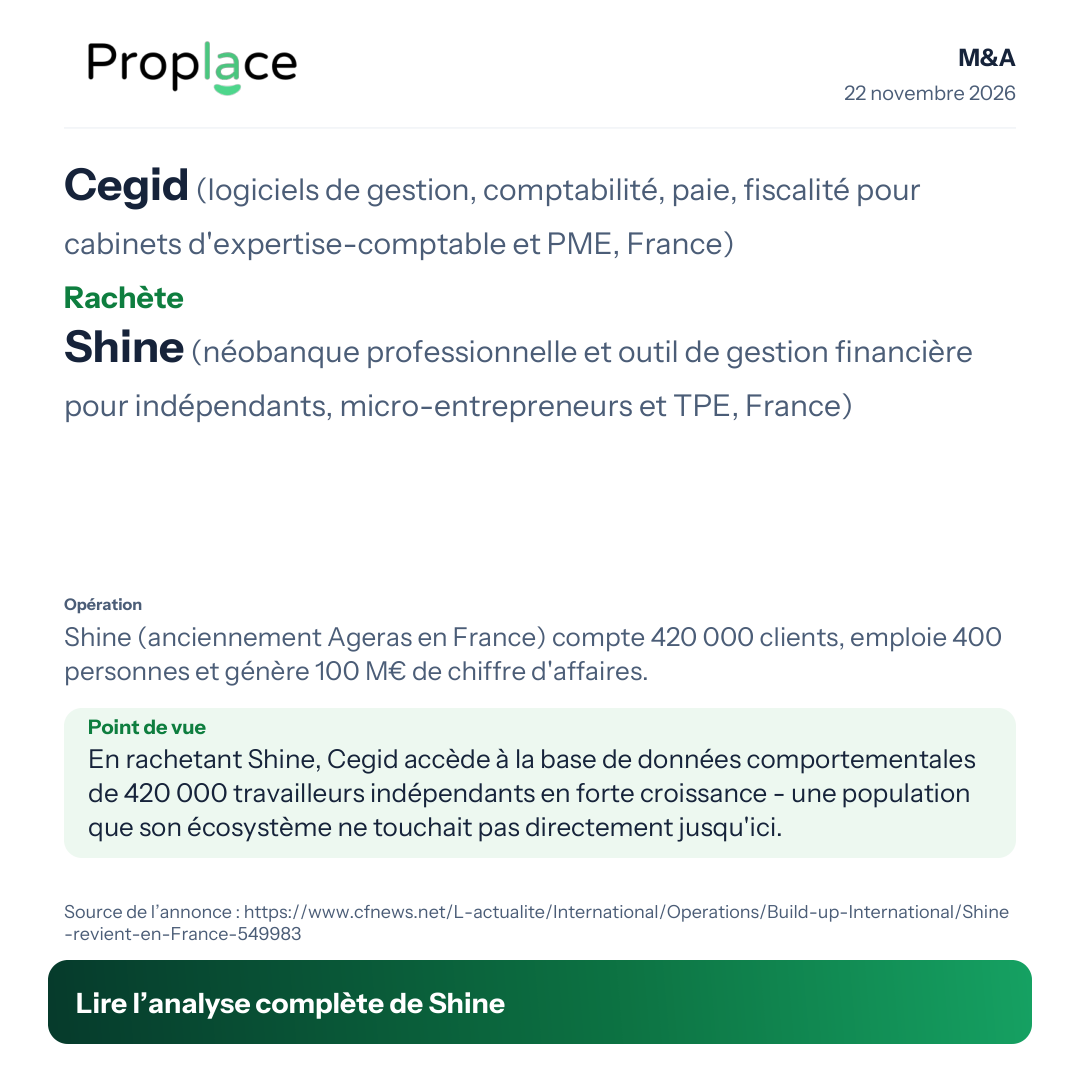 Proplace
M&A
22 novembre 2026
Cegid (logiciels de gestion, comptabilité, paie, fiscalité pour
cabinets d'expertise-comptable et PME, France)
Rachète
Shine (néobanque professionnelle et outil de gestion financière
pour indépendants, micro-entrepreneurs et TPE, France)
Opération
Shine (anciennement Ageras en France) compte 420 000 clients, emploie 400
personnes et génère 100 M€ de chiffre d'affaires.
Point de vue
En rachetant Shine, Cegid accède à la base de données comportementales
de 420 000 travailleurs indépendants en forte croissance - une population
que son écosystème ne touchait pas directement jusqu'ici.
Source de l’annonce : https://www.cfnews.net/L-actualite/International/Operations/Build-up-International/Shine
-revient-en-France-549983
Lire l’analyse complète de Shine